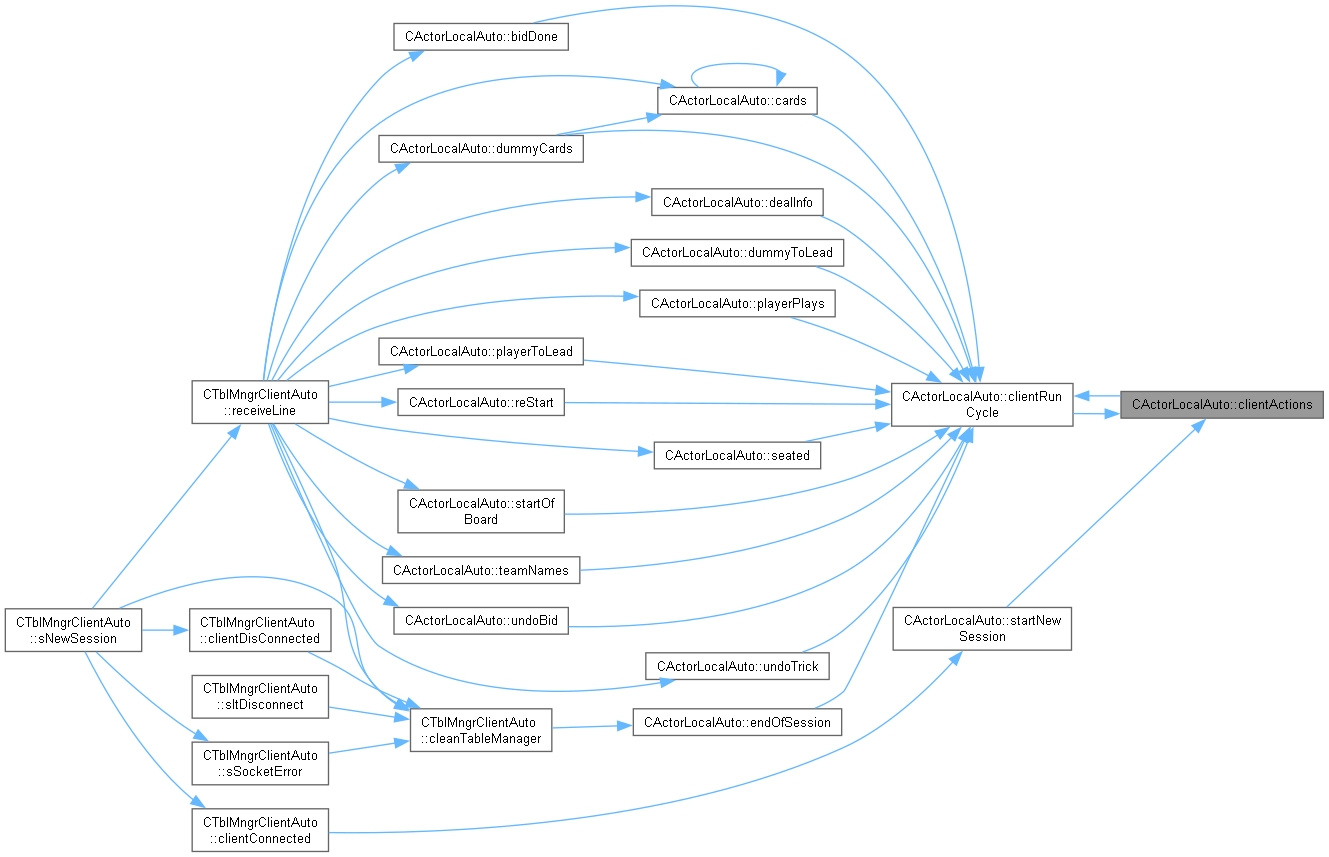 CActorLocalAuto::bidDone
CActorLocalAuto::cards
CActorLocalAuto::dummyCards
CActorLocalAuto::dealInfo
CActorLocalAuto::dummyToLead
CActorLocalAuto::playerPlays
CActorLocalAuto::playerToLead
CTblMngrClientAuto
::receiveLine
CActorLocalAuto::reStart
CActorLocalAuto::clientRun
Cycle
CActorLocalAuto::clientActions
CActorLocalAuto::seated
CActorLocalAuto::startOf
Board
CActorLocalAuto::teamNames
CActorLocalAuto::undoBid
CTblMngrClientAuto
::sNewSession
CTblMngrClientAuto
::clientDisConnected
CActorLocalAuto::startNew
Session
CActorLocalAuto::undoTrick
CTblMngrClientAuto
::sltDisconnect
CTblMngrClientAuto
::cleanTableManager
CActorLocalAuto::endOfSession
CTblMngrClientAuto
::sSocketError
CTblMngrClientAuto
::clientConnected